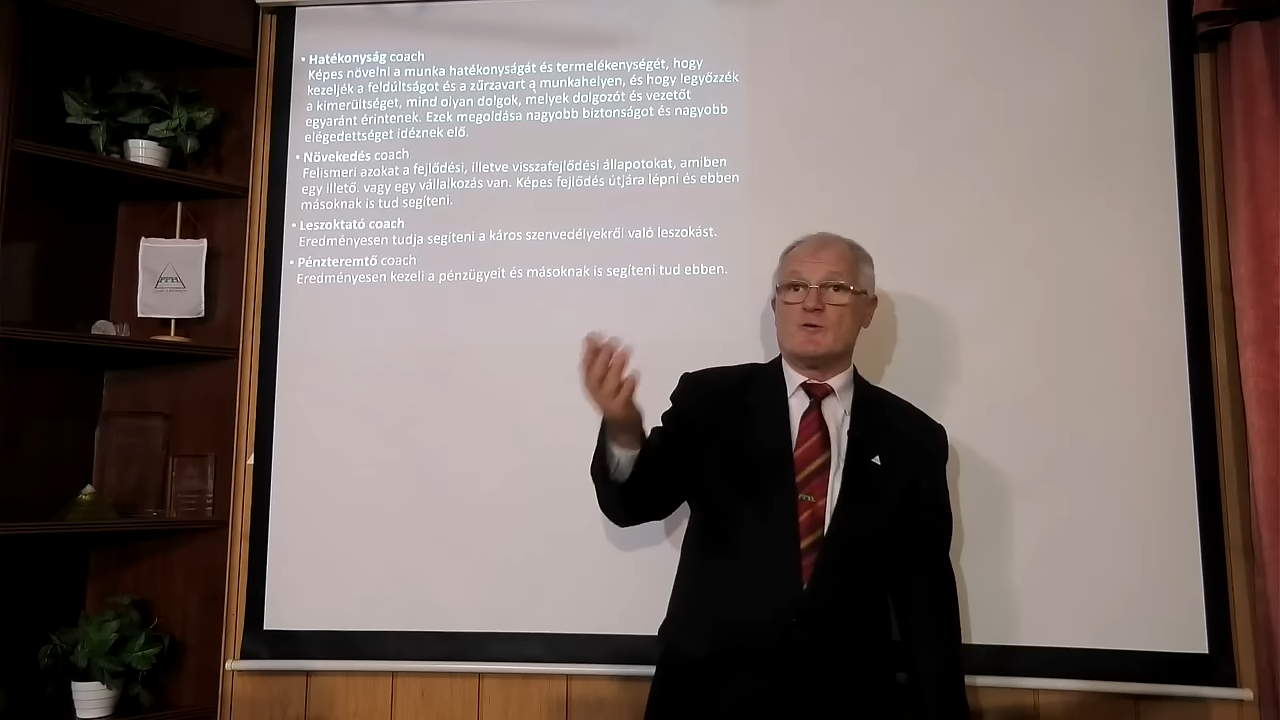 • Hatékonyság coach
Képes növelni a munka hatékonyságát és termelékenységét, hogy
kezeljék a feldúltságot és a zűrzavart a munkahelyen, és hogy legyőzzék
a kimerültséget, mind olyan dolgok, melyek dolgozót és vezetőt
egyaránt érintenek. Ezek megoldása nagyobb biztonságot és nagyobb
elégedettséget idéznek elő.
• Növekedés coach
Felismeri azokat a fejlődési, illetve visszafejlődési állapotokat, amiben
egy illető. vagy egy vállalkozás van. Képes fejlődés útjára lépni és ebben
másoknak is tud segíteni.
• Leszoktató coach
Eredményesen tudja segíteni a káros szenvedélyekről való leszokást.
• Pénzteremtő coach
Eredményesen kezeli a pénzügyeit és másoknak is segíteni tud ebben.